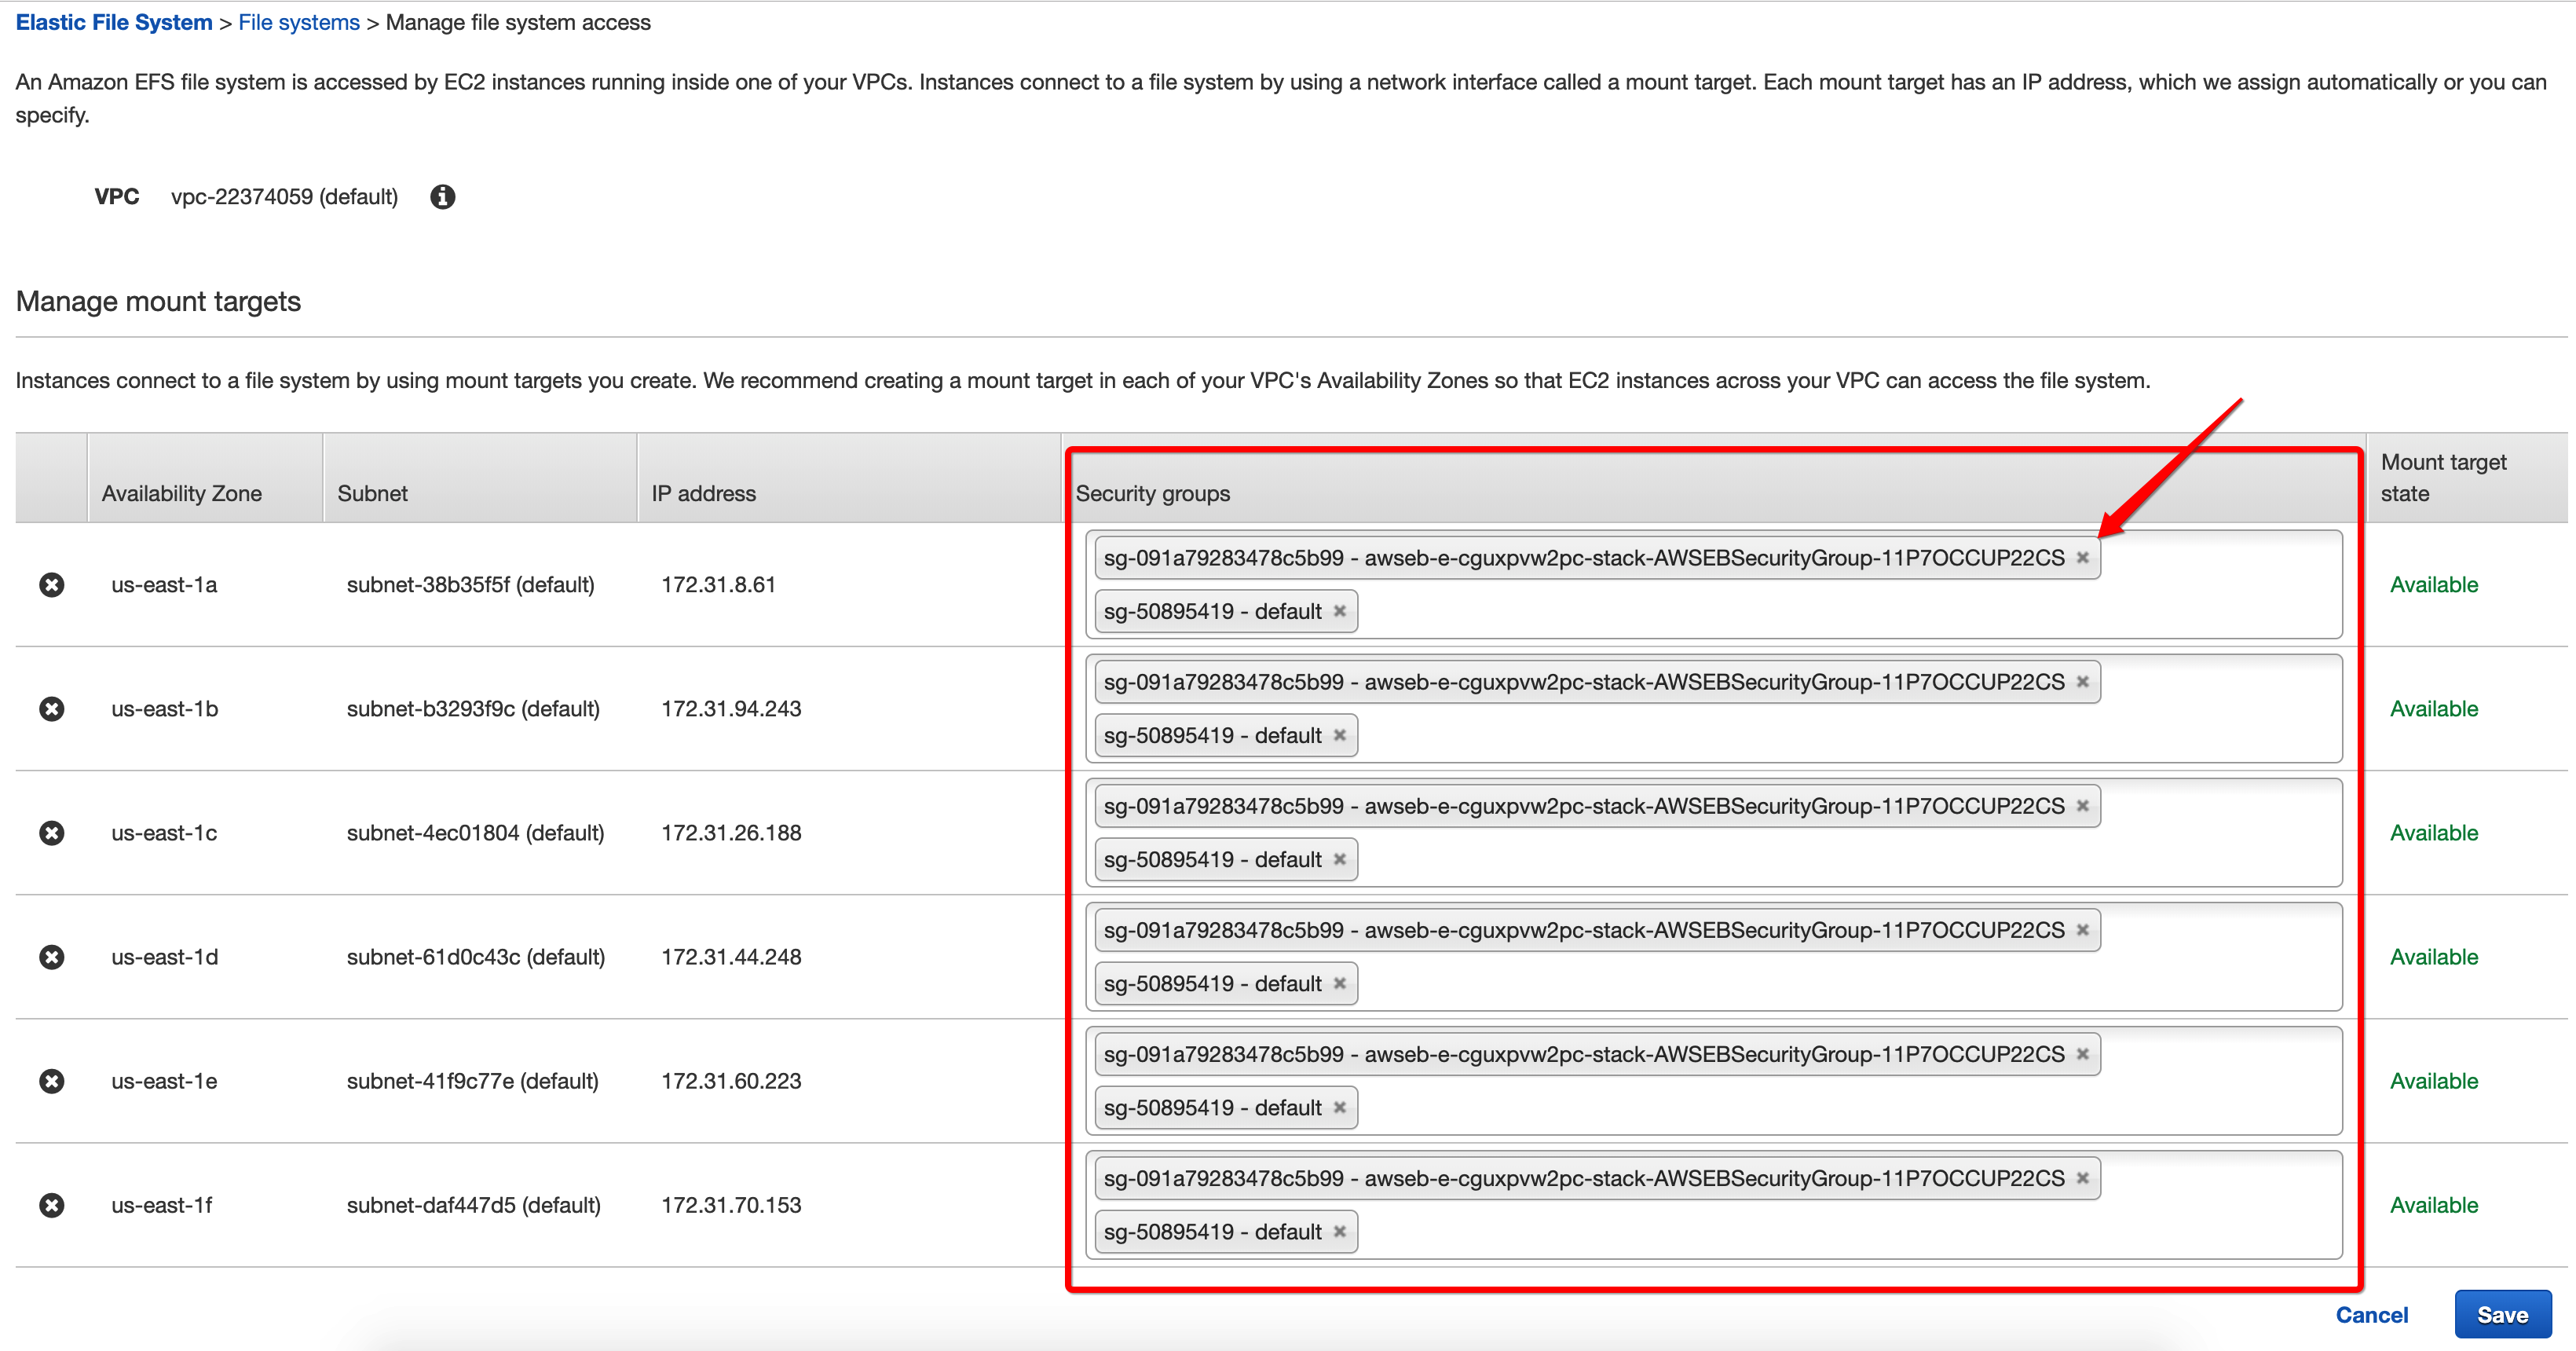 Elastic File System > File systems > Manage file system access
An Amazon EFS file system is accessed by EC2 instances running inside one of your VPCs. Instances connect to a file system by using a network interface called a mount target. Each mount target has an IP address, which we assign automatically or you can
specify.
VPC vpc-22374059 (default)
Manage mount targets
Instances connect to a file system by using mount targets you create. We recommend creating a mount target in each of your VPC's Availability Zones so that EC2 instances across your VPC can access the file system.
Availability Zone Subnet IP address Security groups Mount target state
sg-091a79283478c5b99 - awseb-e-cguxpvw2pc-stack-AWSEBSecurityGroup-11P7OCCUP22CS
us-east-1a subnet-38b35f5f (default) 172.31.8.61 Available
sg-50895419 - default
sg-091a79283478c5b99 - awseb-e-cguxpvw2pc-stack-AWSEBSecurityGroup-11P7OCCUP22CS
us-east-1b subnet-b3293f9c (default) 172.31.94.243 Available
sg-50895419 - default
sg-091a79283478c5b99 - awseb-e-cguxpvw2pc-stack-AWSEBSecurityGroup-11P7OCCUP22CS
us-east-1c subnet-4ec01804 (default) 172.31.26.188 Available
sg-50895419 - default
sg-091a79283478c5b99 - awseb-e-cguxpvw2pc-stack-AWSEBSecurityGroup-11P7OCCUP22CS
us-east-1d subnet-61d0c43c (default) 172.31.44.248 Available
sg-50895419 - default
sg-091a79283478c5b99 - awseb-e-cguxpvw2pc-stack-AWSEBSecurityGroup-11P7OCCUP22CS
us-east-1e subnet-41f9c77e (default) 172.31.60.223 Available
sg-50895419 - default
sg-091a79283478c5b99 - awseb-e-cguxpvw2pc-stack-AWSEBSecurityGroup-11P7OCCUP22CS
us-east-1f subnet-daf447d5 (default) 172.31.70.153 Available
sg-50895419 - default
Cancel Save